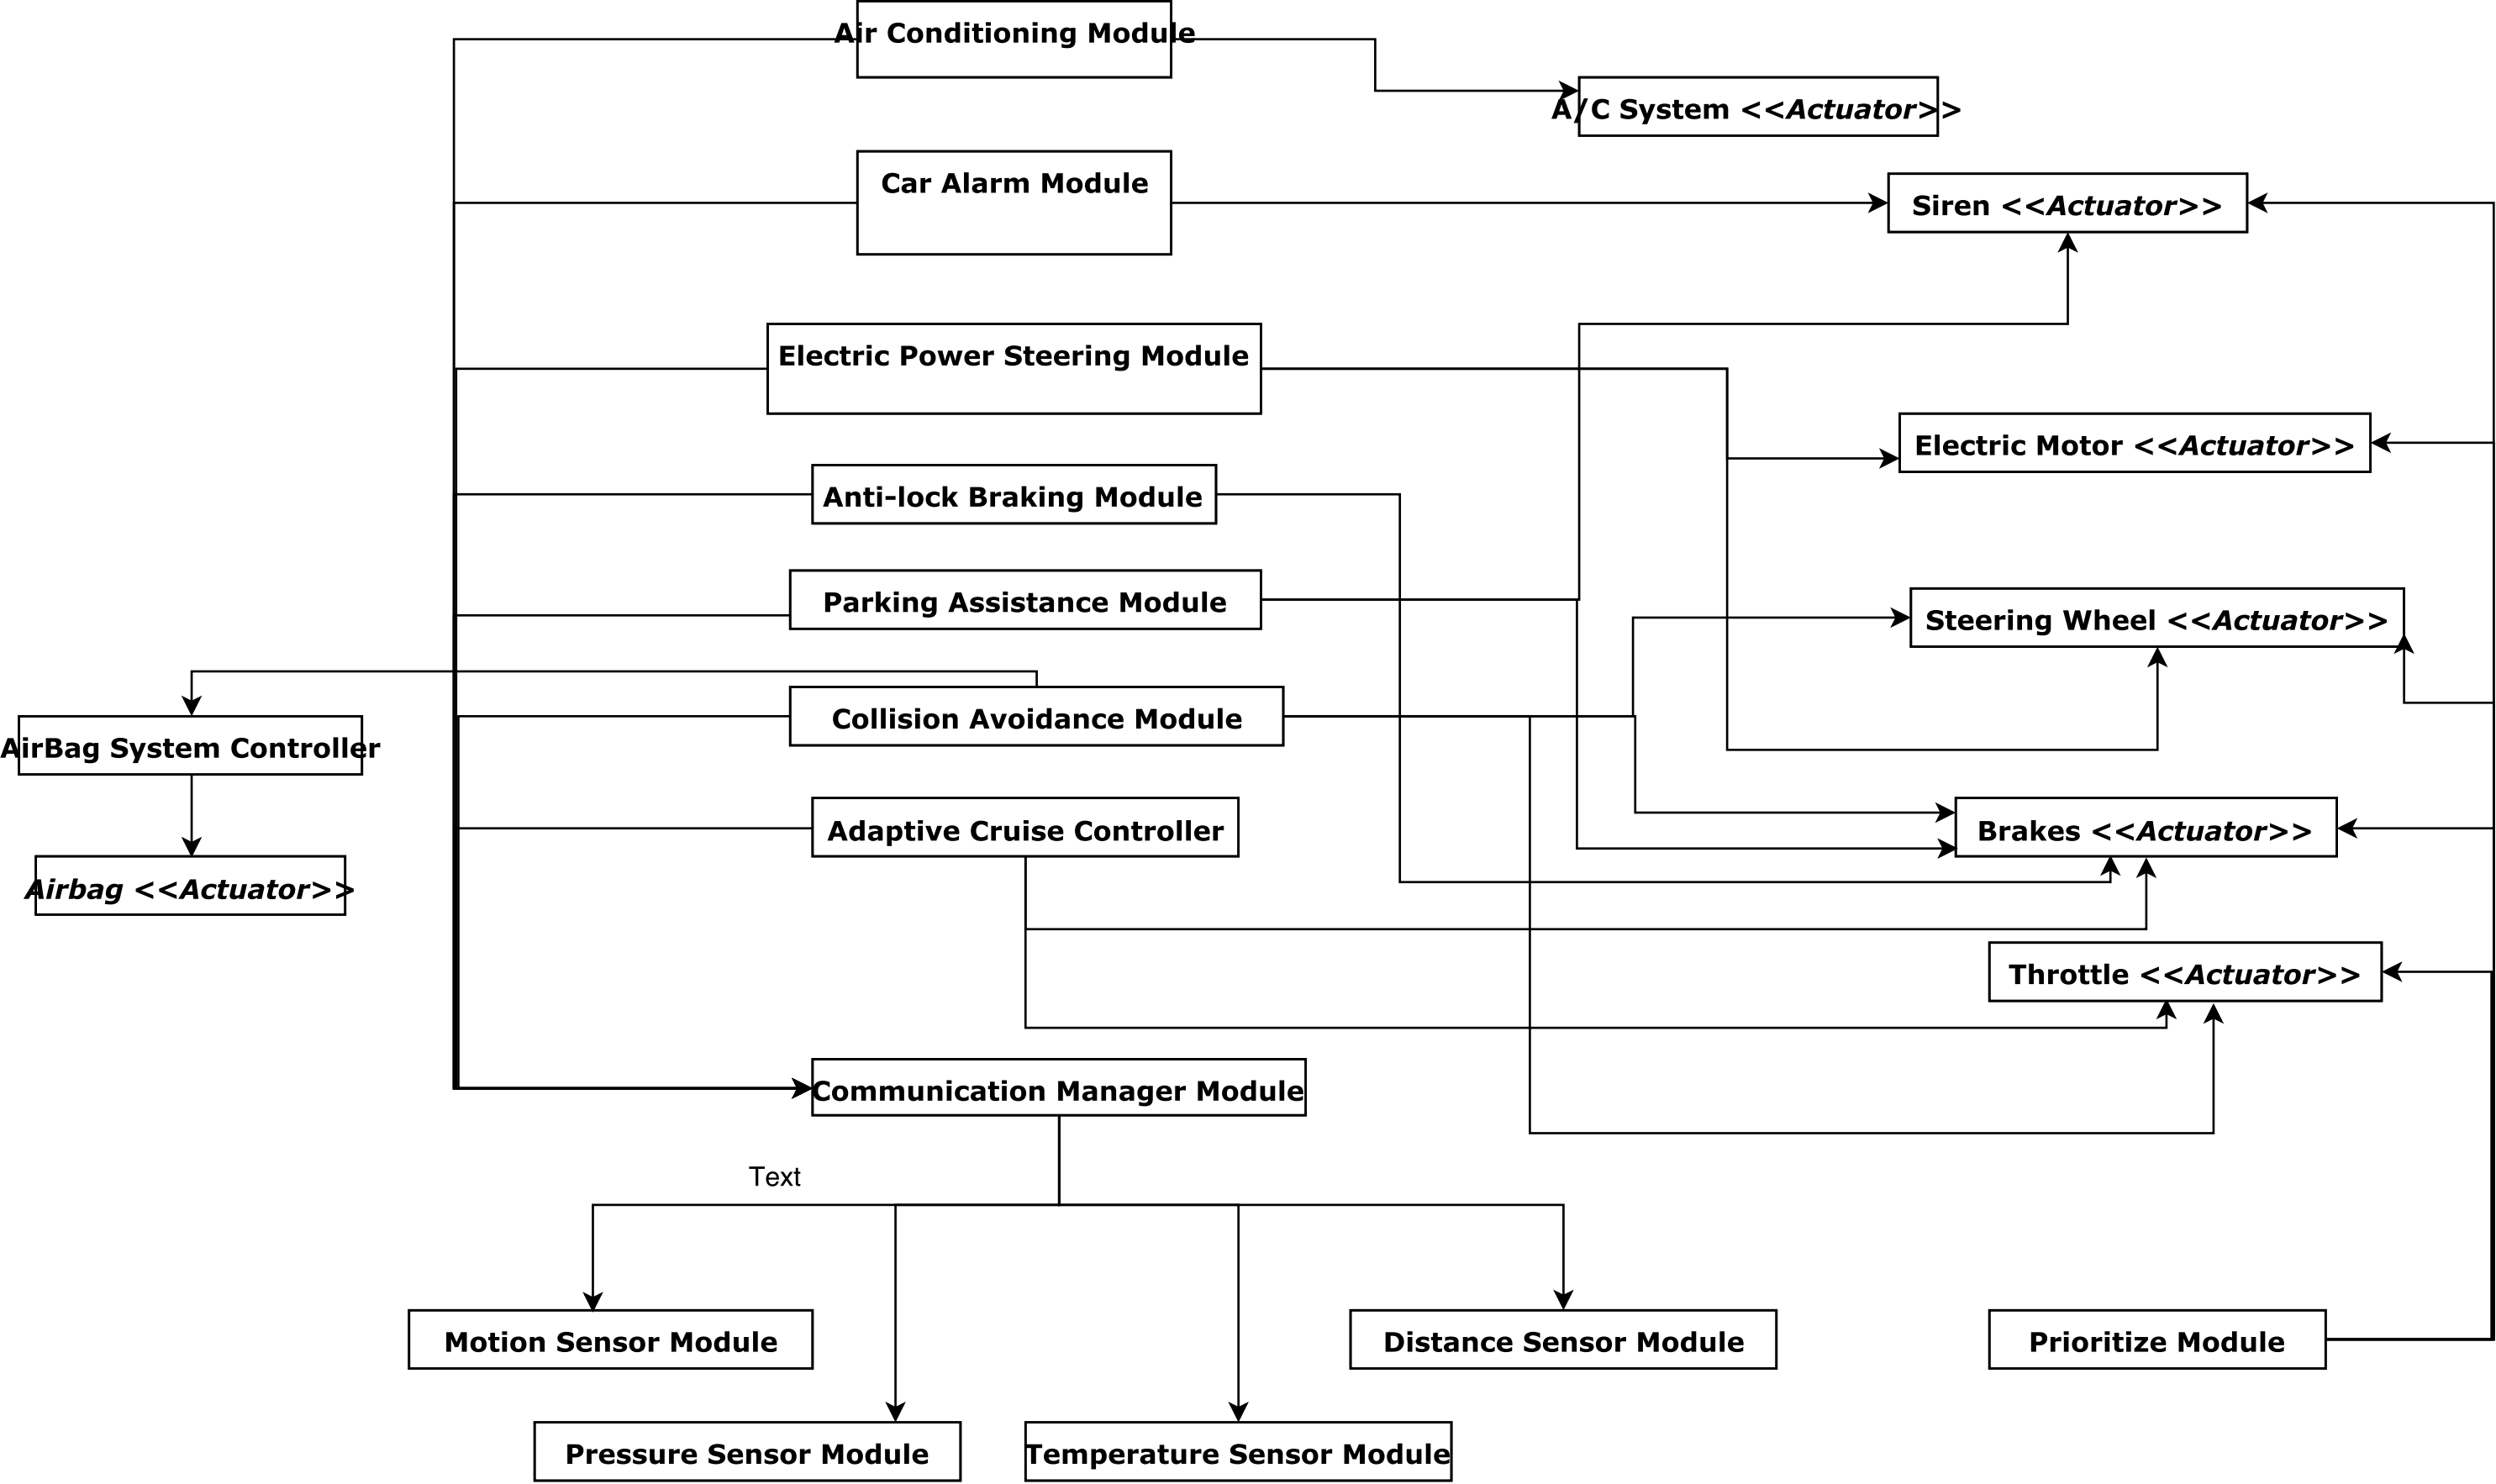 Air Conditioning Module
A/C System <<Actuator>>
Car Alarm Module
Siren <<Actuator>>
Electric Power Steering Module
Electric Motor <<Actuator>>
Anti-lock Braking Module
Parking Assistance Module
Steering Wheel <<Actuator>>
Collision Avoidance Module
AirBag System Controller
Adaptive Cruise Controller
Brakes <<Actuator>>
Airbag <<Actuator>>
Throttle <<Actuator>>
Communication Manager Module
Text
Motion Sensor Module
Distance Sensor Module
Prioritize Module
Pressure Sensor Module
Temperature Sensor Module